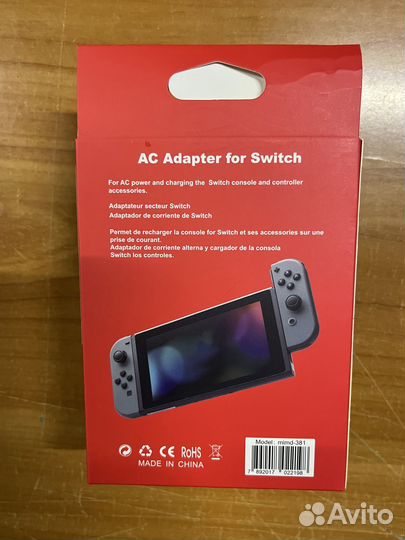 AC Adapter for Switch
For AC power and charging the Switch console and controller
accessories.
Adaptateur secteur Switch
Adaptador de corriente de Switch
Permet de recharger la console for Switch et ses accessories sur une
prise de courant.
Adaptador de corriente alterna y cargador de la consola
Switch los controles.
CE RoHS
MADE IN CHINA
Model: mimd-381
7 892017 022198
Avito